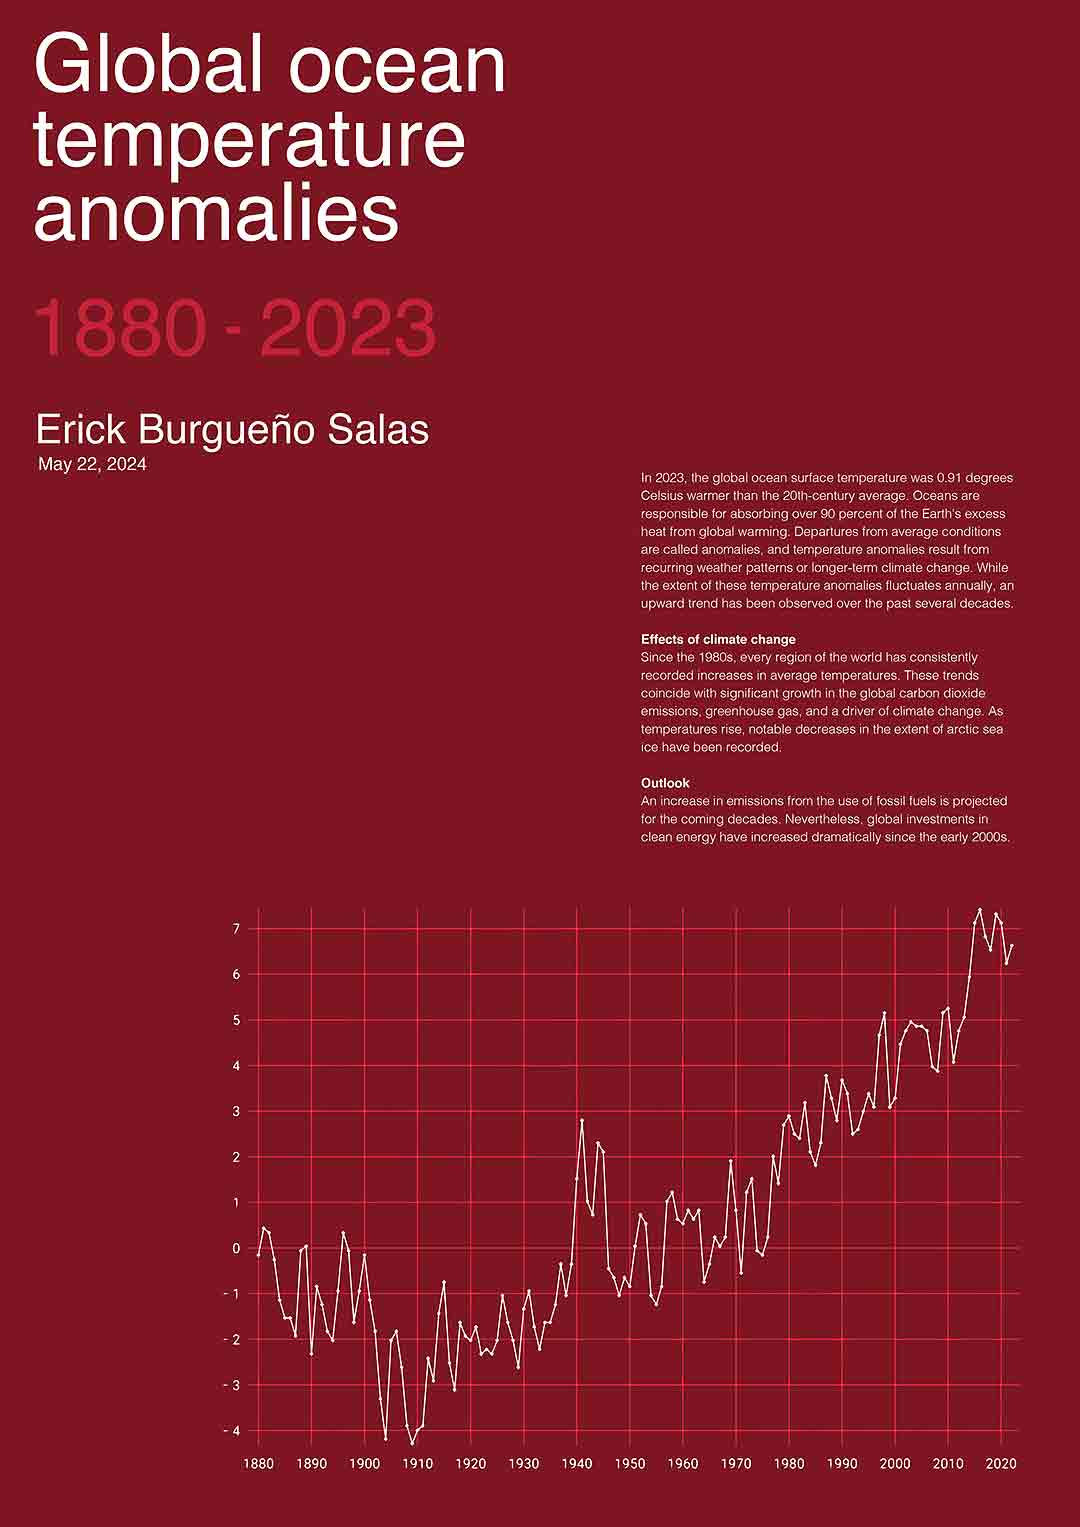 Global ocean
temperature
anomalies
1880 - 2023
Erick Burgueño Salas
May 22, 2024
In 2023, the global ocean surface temperature was 0.91 degrees
Celsius warmer than the 20th-century average. Oceans are
responsible for absorbing over 90 percent of the Earth's excess
heat from global warming. Departures from average conditions
are called anomalies, and temperature anomalies result from
recurring weather patterns or longer-term climate change. While
the extent of these temperature anomalies fluctuates annually, an
upward trend has been observed over the past several decades.
Effects of climate change
Since the 1980s, every region of the world has consistently
recorded increases in average temperatures. These trends
coincide with significant growth in the global carbon dioxide
emissions, greenhouse gas, and a driver of climate change. As
temperatures rise, notable decreases in the extent of arctic sea
ice have been recorded.
Outlook
An increase in emissions from the use of fossil fuels is projected
for the coming decades. Nevertheless, global investments in
clean energy have increased dramatically since the early 2000s.
7
6
5
4
3
2
1
0
- 1
- 2
- 3
- 4
1880 1890 1900 1910 1920 1930 1940 1950 1960 1970 1980 1990 2000 2010 2020